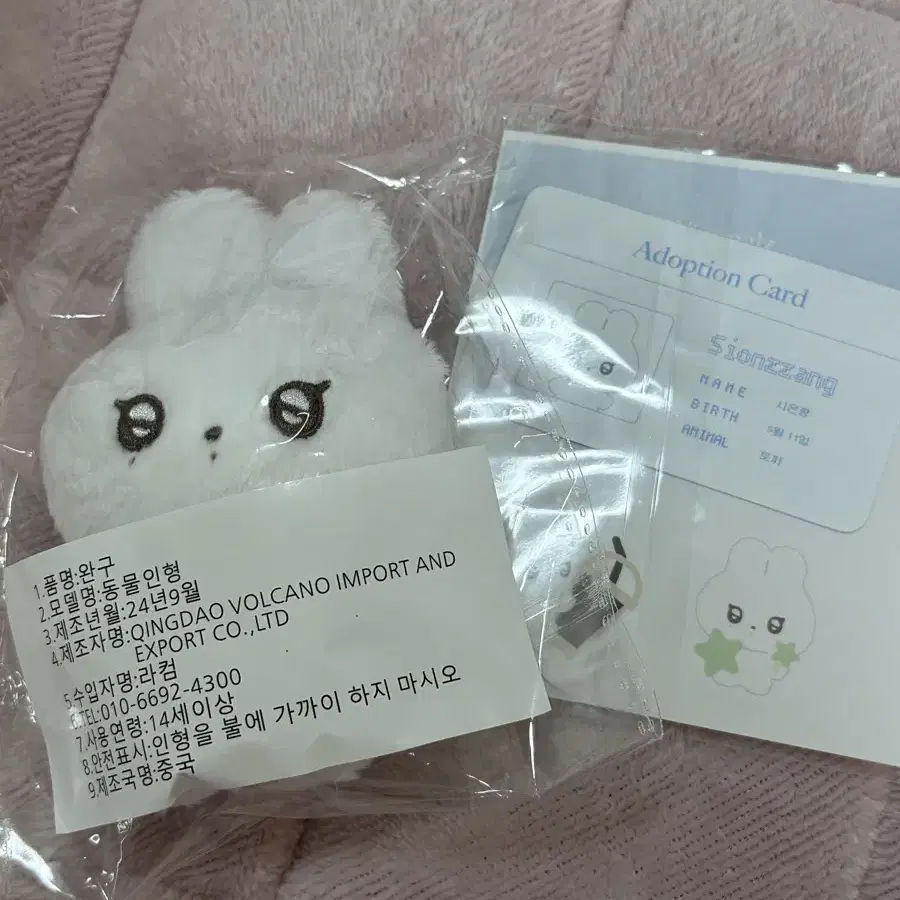 1.품명:완구
2.모델명:동물인형
3.제조년월:24년9월
4.제조자명:QINGDAO VOLCANO IMPORT AND
EXPORT CO.,LTD
5.수입자명:라컴
6.TEL:010-6692-4300
7.사용연령:14세이상
8.안전표시:인형을 불에 가까이 하지 마시오
9제조국명:중국
Adoption Card
Sionzzang
NAME 시온짱
BIRTH 5월 11일
ANIMAL 토끼